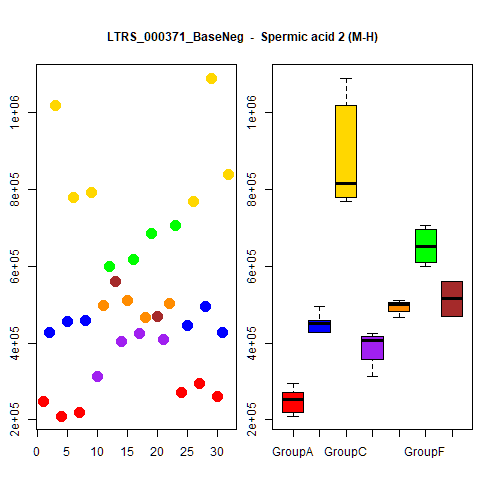 LTRS_000371_BaseNeg - Spermic acid 2 (M-H)
1e+06
8e+05
6e+05
4e+05
2e+05
0 5 10 15 20 25 30
1e+06
8e+05
6e+05
4e+05
2e+05
GroupA GroupC GroupF